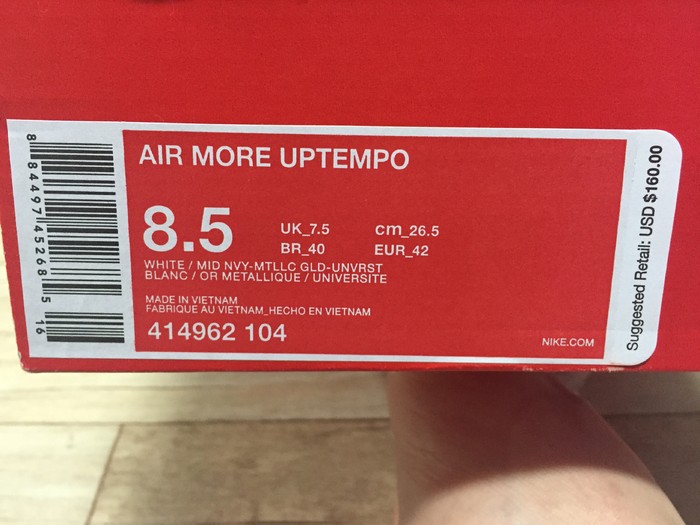 AIR MORE UPTEMPO
8.5
UK_7.5 cm_26.5
BR_40 EUR_42
WHITE / MID NVY-MTLLC GLD-UNVRST
BLANC / OR METALLIQUE / UNIVERSITE
MADE IN VIETNAM
FABRIQUE AU VIETNAM_HECHO EN VIETNAM
414962 104
NIKE.COM
8 84497 45268 5
16
Suggested Retail: USD $160.00